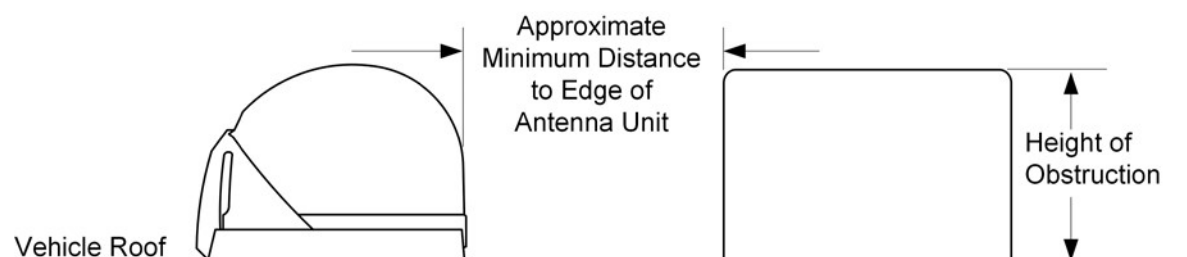 Approximate
Minimum Distance
to Edge of
Antenna Unit
Height of
Obstruction
Vehicle Roof